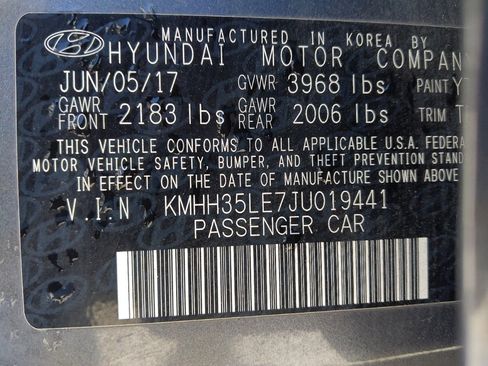 MANUFACTURED IN KOREA BY
HYUNDAI MOTOR COMPANY
JUN/05/17 GVWR 3968 lbs PAINT
GAWR FRONT 2183 lbs GAWR REAR 2006 lbs TRIM
THIS VEHICLE CONFORMS TO ALL APPLICABLE U.S.A. FEDERA
MOTOR VEHICLE SAFETY, BUMPER, AND THEFT PREVENTION STAND
IN EFFECT ON THE DATE OF MANUFACTURE SHOWN ABOVE
V.I.N KMHH35LE7JU019441
PASSENGER CAR